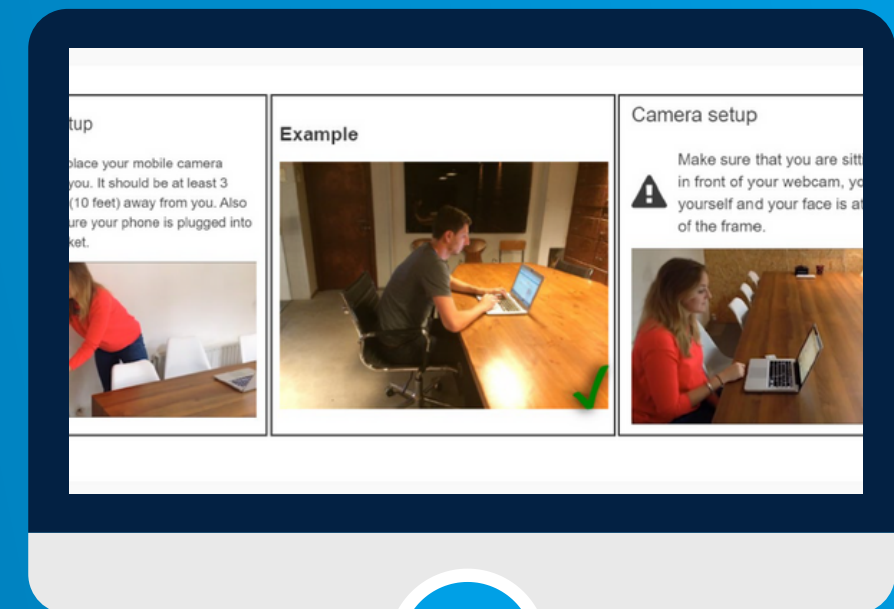 tup
place your mobile camera
you. It should be at least 3
(10 feet) away from you. Also
ure your phone is plugged into
ket.
Example
Camera setup
Make sure that you are sitt
in front of your webcam, yo
yourself and your face is at
of the frame.